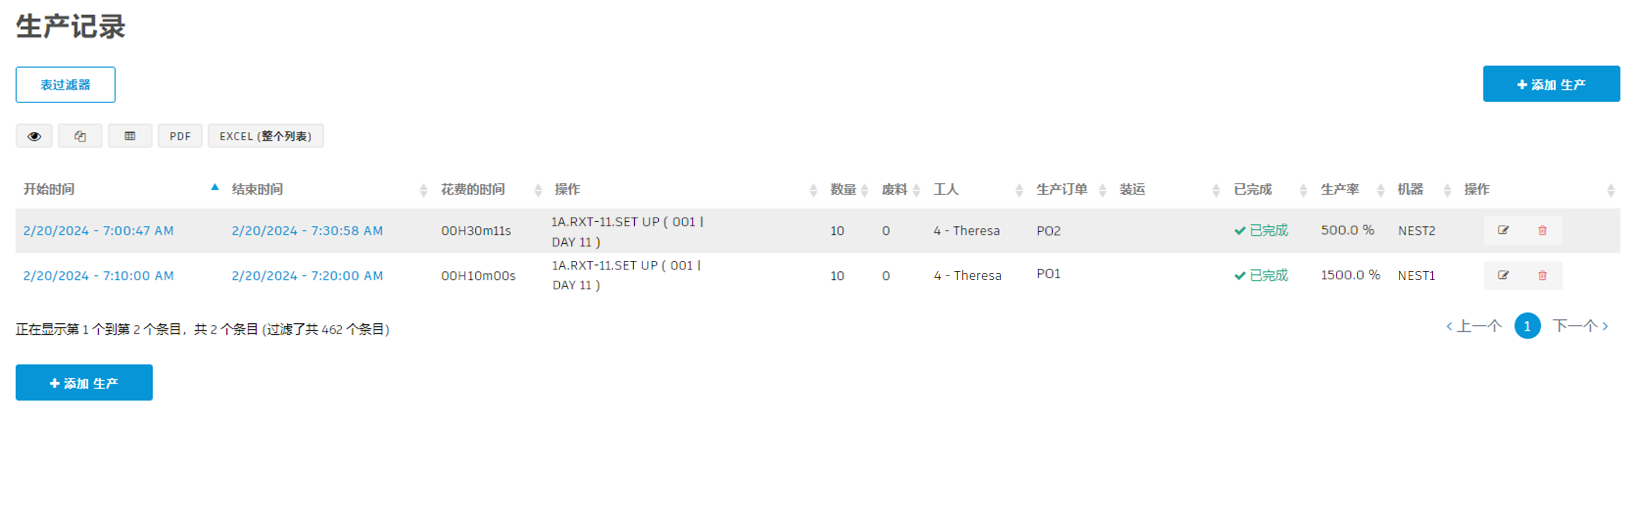 生产记录
表过滤器
添加 生产
PDF
EXCEL (整个列表)
开始时间 结束时间 花费的时间 操作 数量 废料 工人 生产订单 装运 已完成 生产率 机器 操作
2/20/2024 - 7:00:47 AM 2/20/2024 - 7:30:58 AM 00H30m11s 1A.RXT-11.SET UP ( 001 | DAY 11 ) 10 0 4 - Theresa PO2 已完成 500.0 % NEST2
2/20/2024 - 7:10:00 AM 2/20/2024 - 7:20:00 AM 00H10m00s 1A.RXT-11.SET UP ( 001 | DAY 11 ) 10 0 4 - Theresa PO1 已完成 1500.0 % NEST1
正在显示第 1 个到第 2 个条目，共 2 个条目 (过滤了共 462 个条目)
上一个 1 下一个
添加 生产